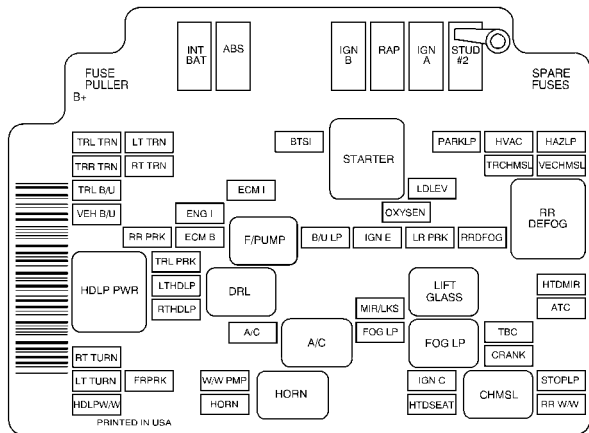 INT
BAT
ABS
IGN
B
RAP
IGN
A
STUD
#2
FUSE
PULLER
B+
SPARE
FUSES
TRL TRN
LT TRN
BTSI
STARTER
PARKLP
HVAC
HAZLP
TRR TRN
RT TRN
TRCHMSL
VECHMSL
TRL B/U
ECM I
LDLEV
VEH B/U
ENG I
OXYSEN
RR
DEFOG
RR PRK
ECM B
F/PUMP
B/U LP
IGN E
LR PRK
RRDFOG
TRL PRK
HDLP PWR
LTHDLP
DRL
LIFT
GLASS
HTDMIR
RTHDLP
MIR/LKS
ATC
A/C
A/C
FOG LP
FOG LP
TBC
RT TURN
CRANK
LT TURN
FRPRK
W/W PMP
HORN
IGN C
CHMSL
STOPLP
HDLPW/W
HORN
HTDSEAT
RR W/W
PRINTED IN USA